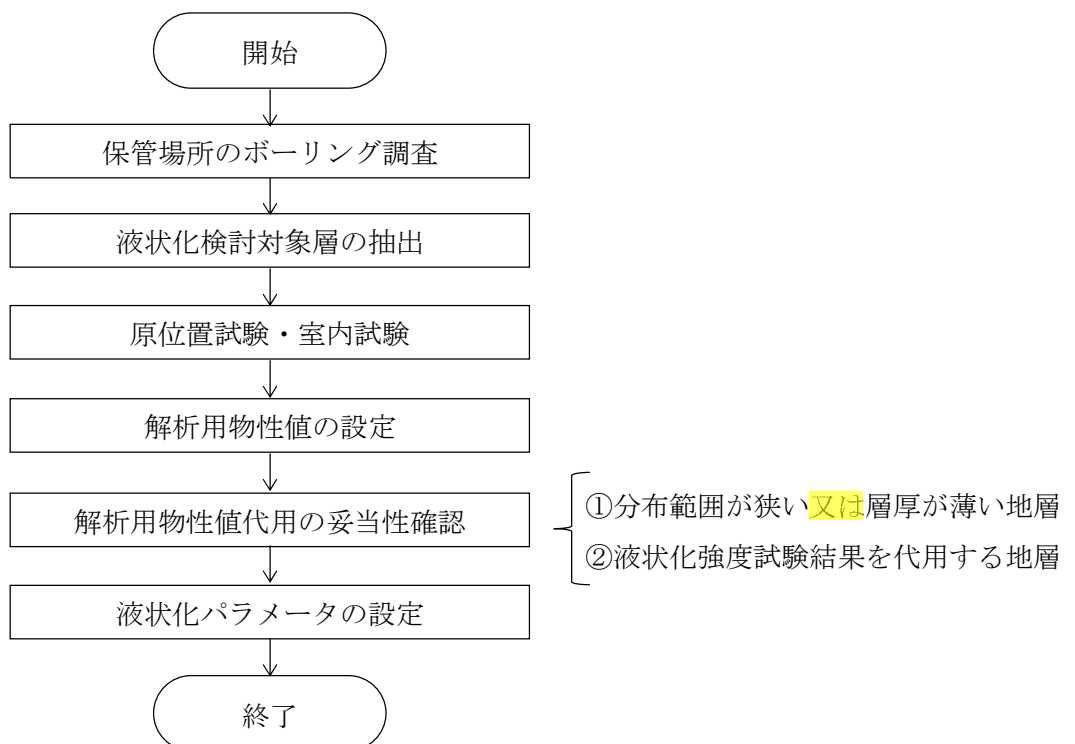 開始
保管場所のボーリング調査
液状化検討対象層の抽出
原位置試験・室内試験
解析用物性値の設定
解析用物性値代用の妥当性確認
①分布範囲が狭い又は層厚が薄い地層
②液状化強度試験結果を代用する地層
液状化パラメータの設定
終了